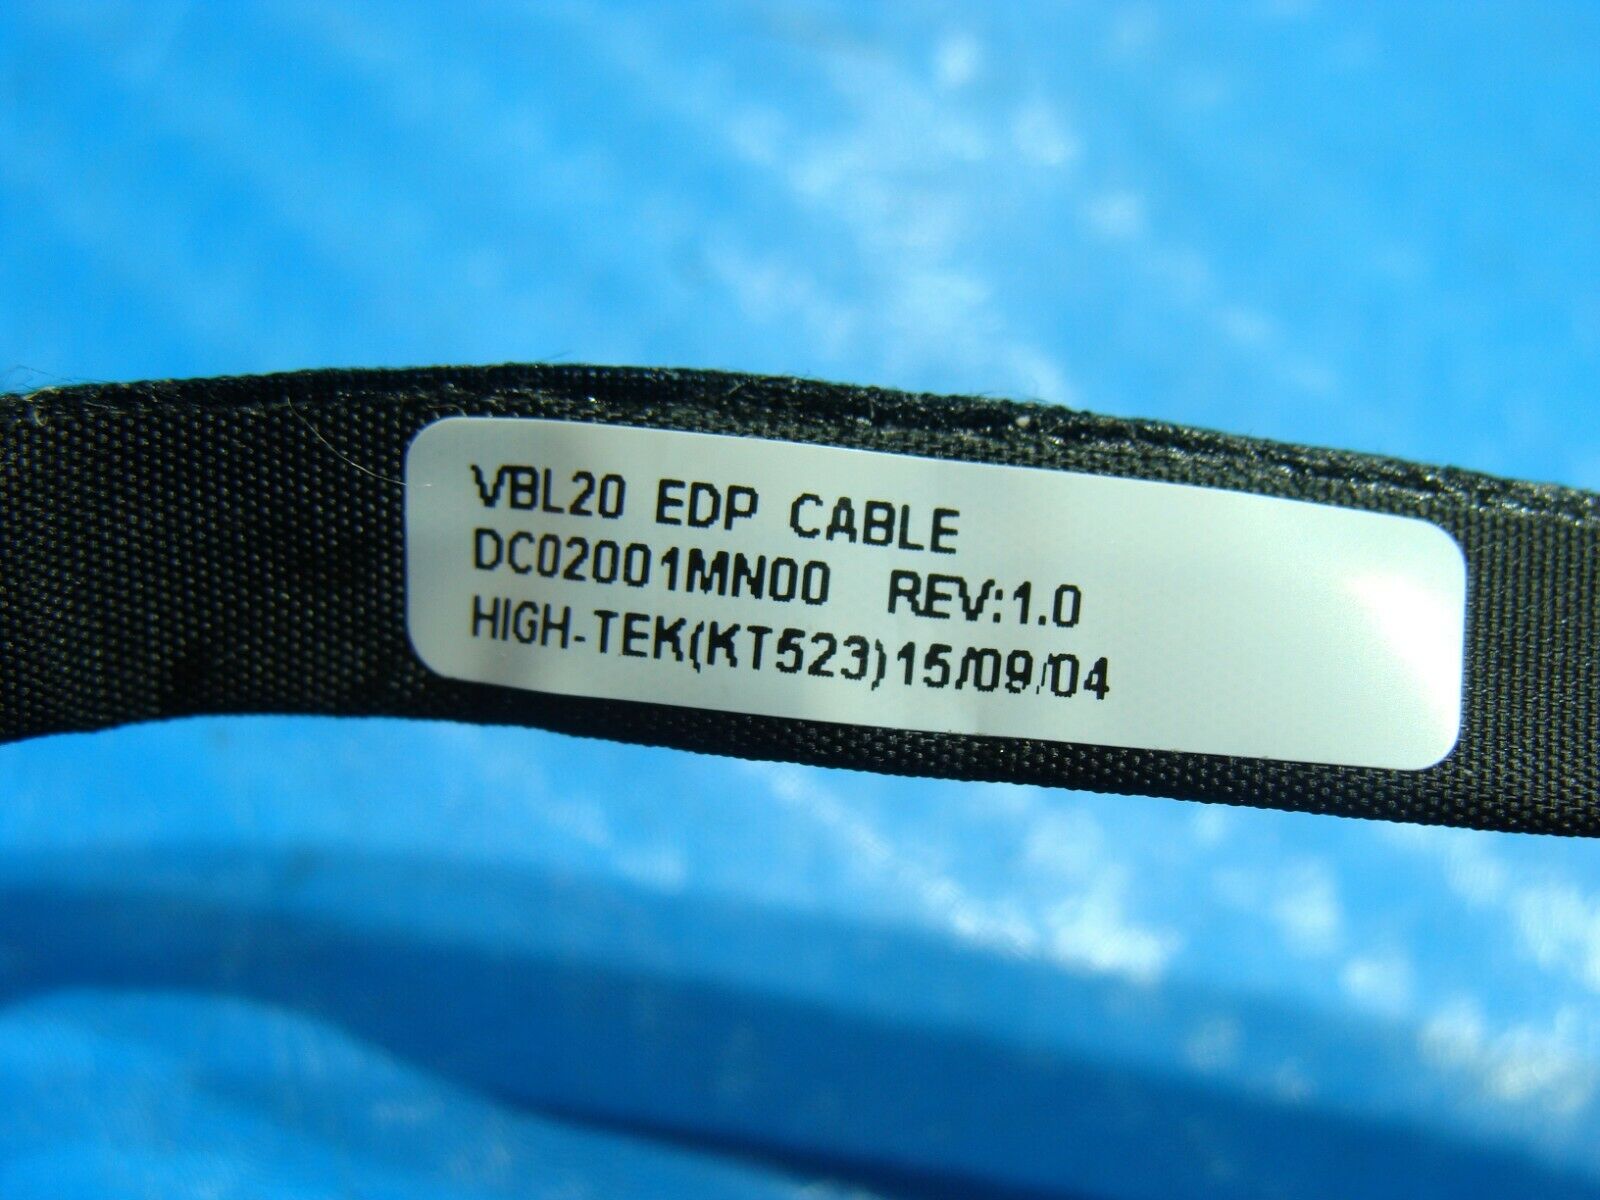 VBL20 EDP CABLE
DC02001MN00 REV:1.0
HIGH-TEK(KT523)15/09/04